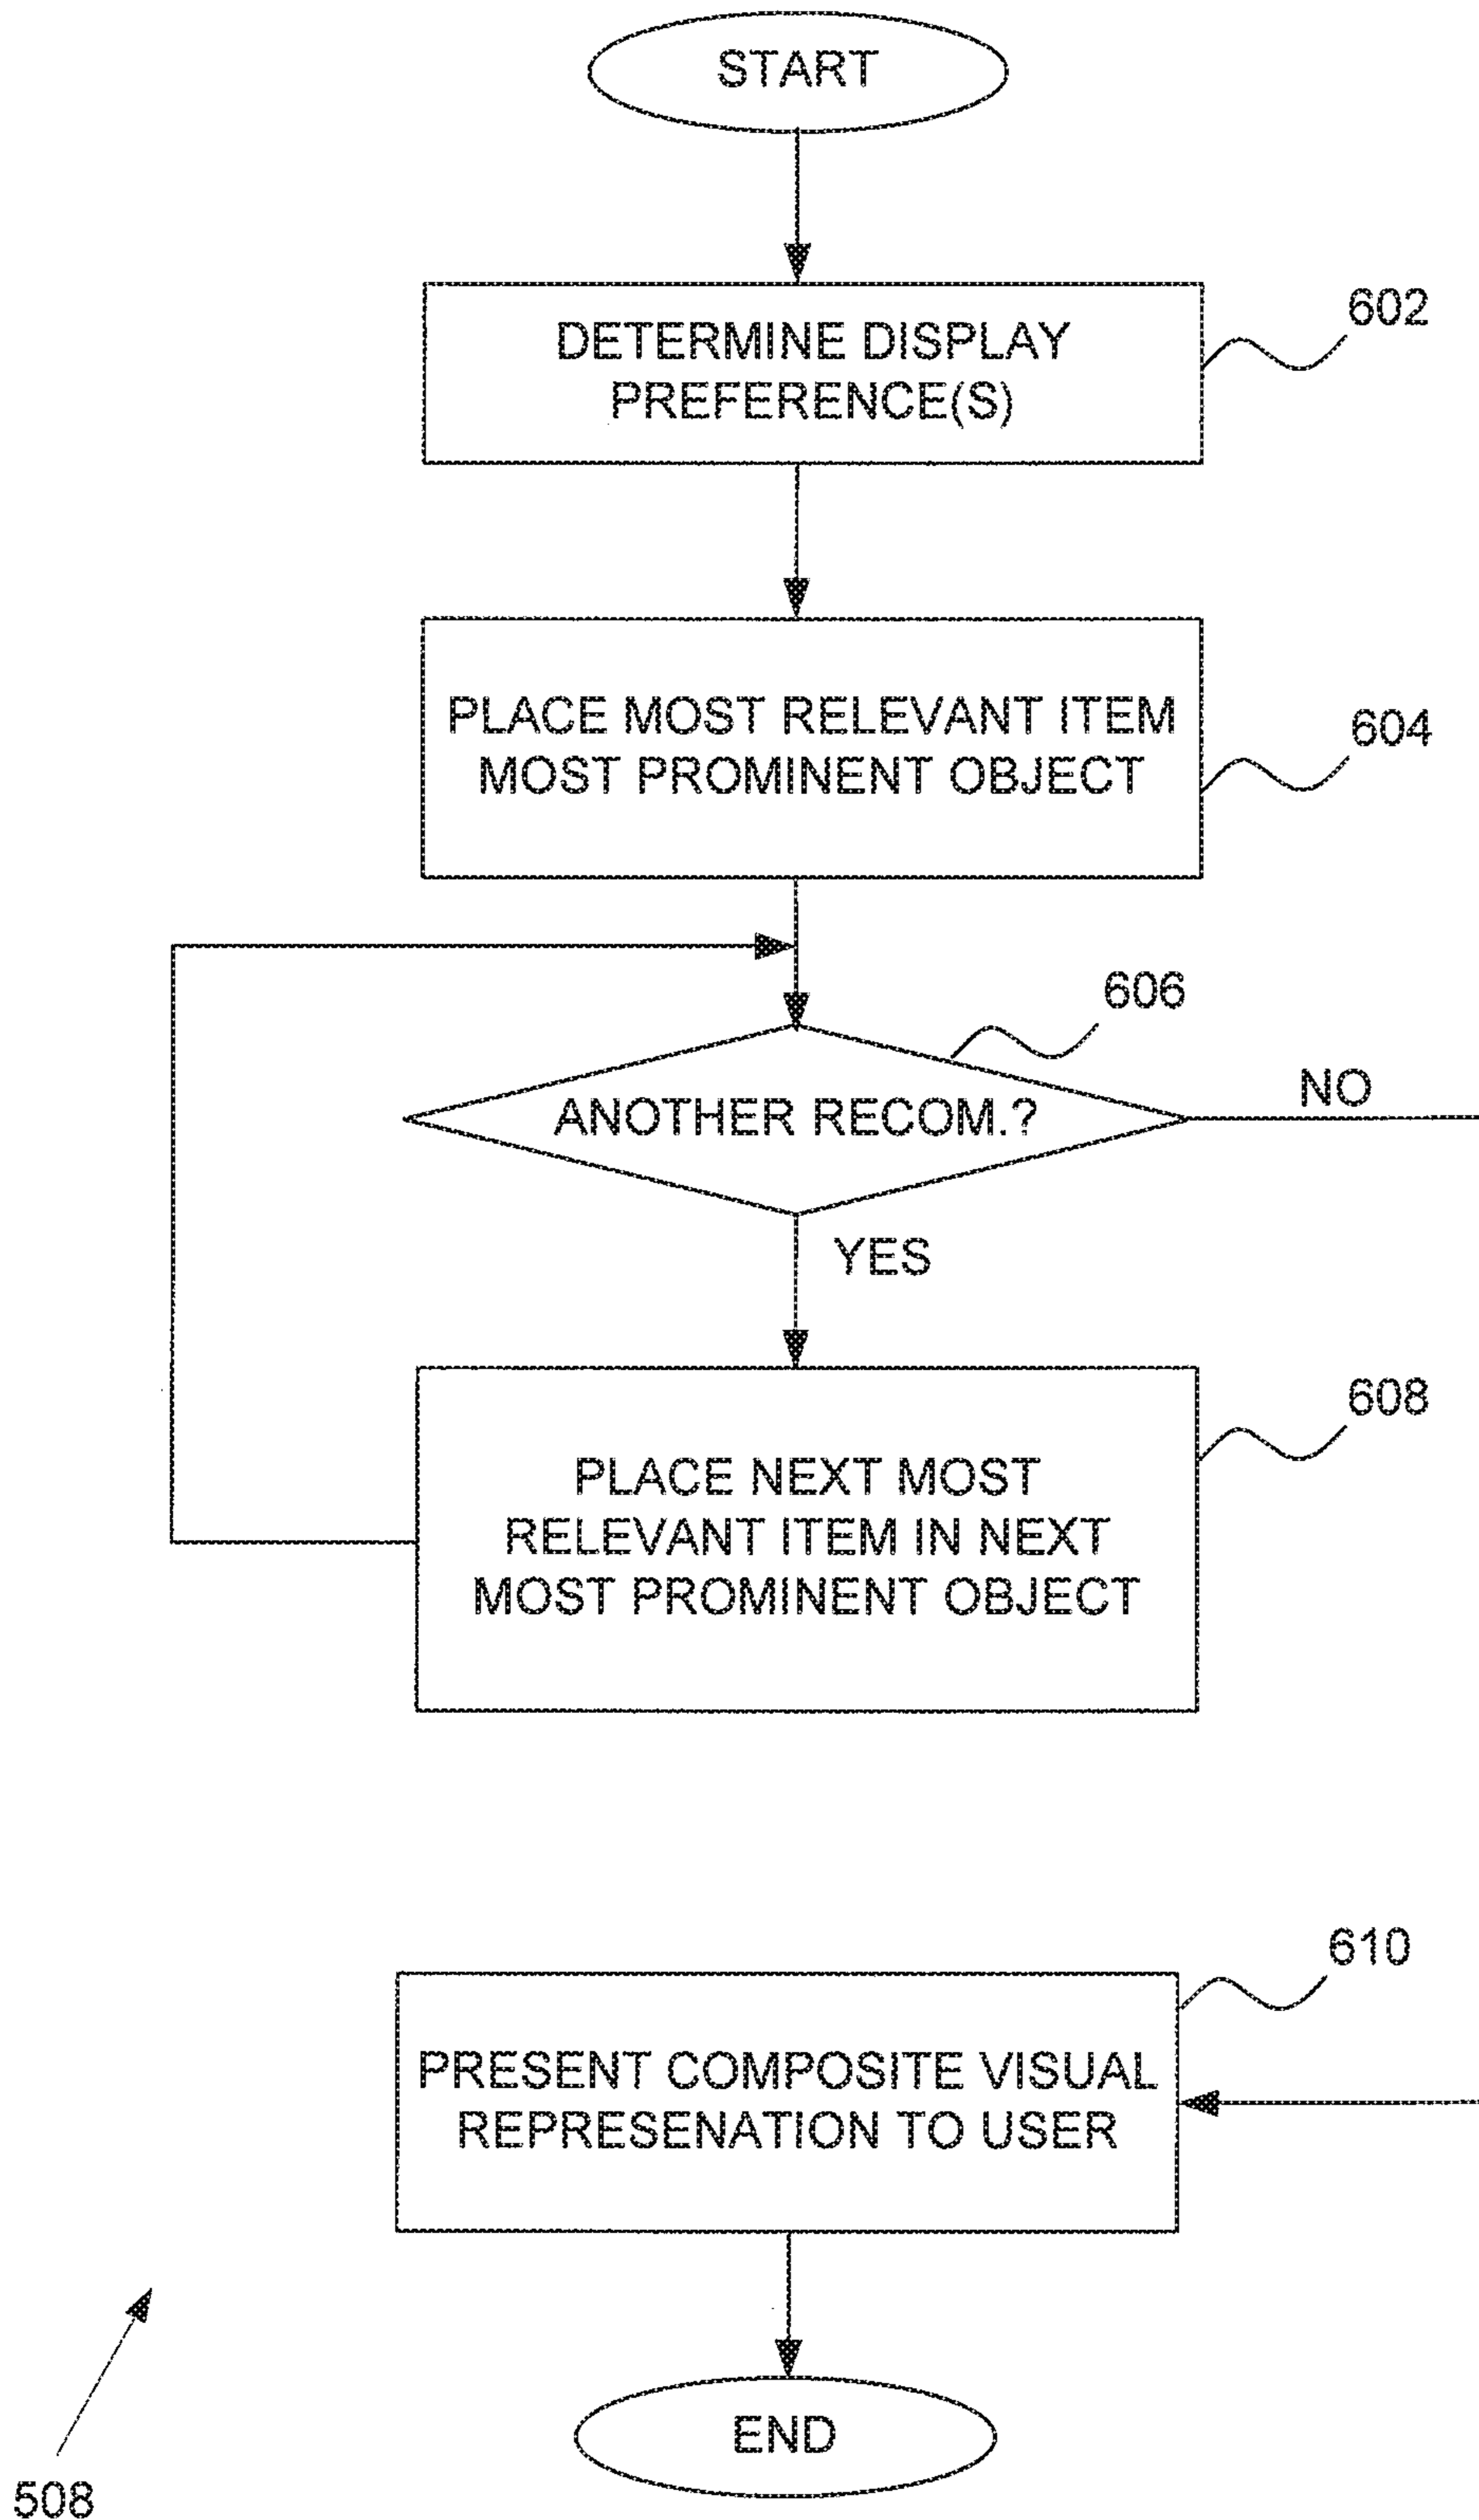 START
DETERMINE DISPLAY
PREFERENCE(S)
602
PLACE MOST RELEVANT ITEM
MOST PROMINENT OBJECT
604
606
ANOTHER RECOM.?
NO
YES
608
PLACE NEXT MOST
RELEVANT ITEM IN NEXT
MOST PROMINENT OBJECT
610
PRESENT COMPOSITE VISUAL
REPRESENATION TO USER
END
508